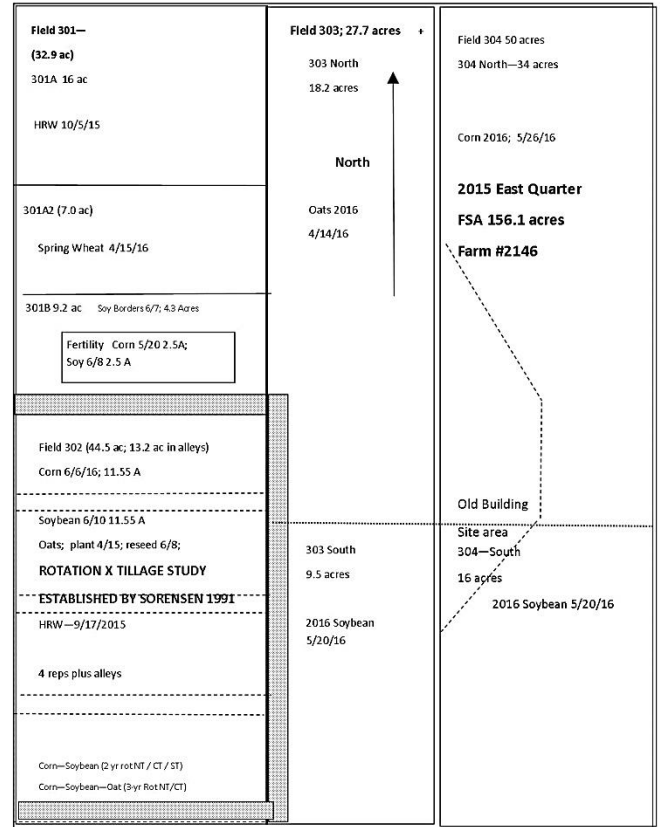 Field 301—
(32.9 ac)
301A 16 ac
HRW 10/5/15
301A2 (7.0 ac)
Spring Wheat 4/15/16
301B 9.2 ac Soy Borders 6/7; 4.3 Acres
Fertility Corn 5/20 2.5A;
Soy 6/8 2.5 A
Field 302 (44.5 ac; 13.2 ac in alleys)
Corn 6/6/16; 11.55 A
Soybean 6/10 11.55 A
Oats; plant 4/15; reseed 6/8;
ROTATION X TILLAGE STUDY
ESTABLISHED BY SORENSEN 1991
HRW—9/17/2015
4 reps plus alleys
Corn—Soybean (2 yr rot NT / CT / ST)
Corn—Soybean—Oat (3-yr Rot NT/CT)
Field 303; 27.7 acres +
303 North
18.2 acres
North
Oats 2016
4/14/16
303 South
9.5 acres
2016 Soybean
5/20/16
Field 304 50 acres
304 North—34 acres
Corn 2016; 5/26/16
2015 East Quarter
FSA 156.1 acres
Farm #2146
Old Building
Site area
304—South
16 acres
2016 Soybean 5/20/16